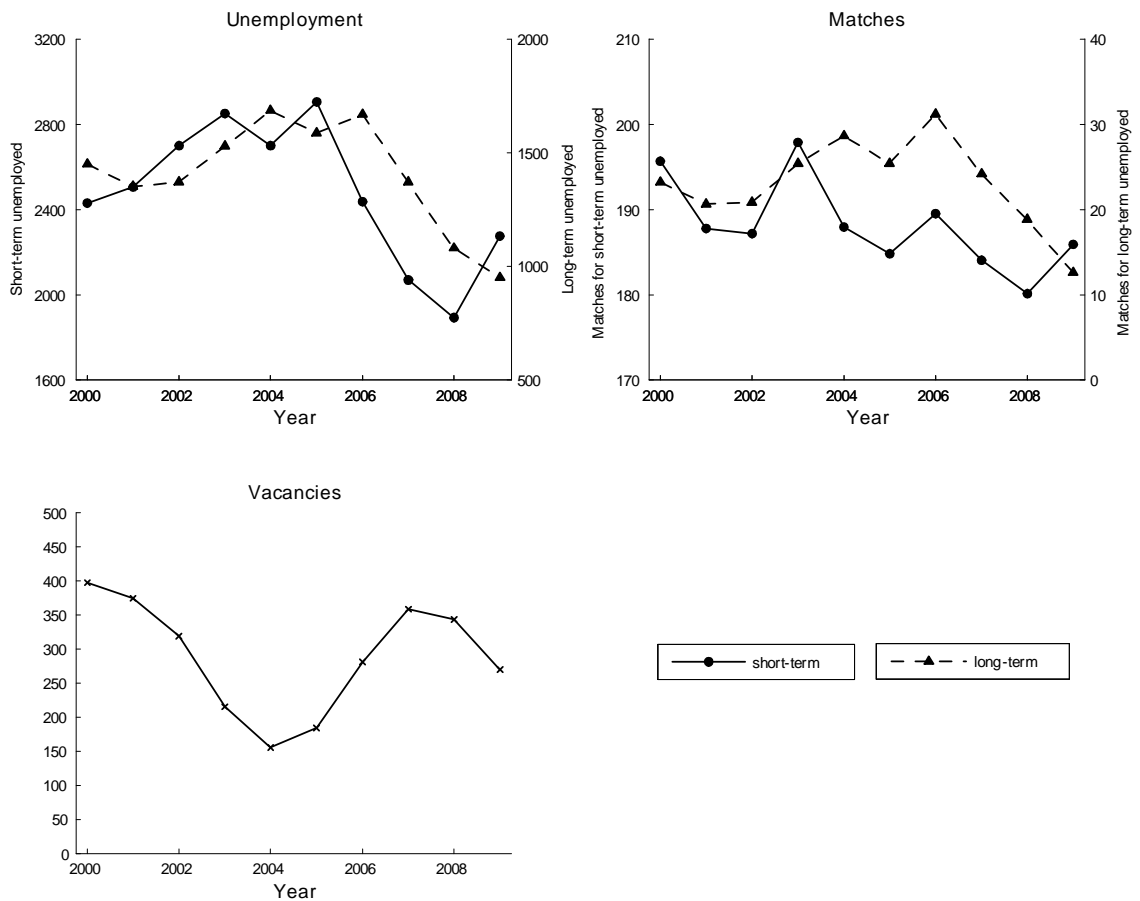 Unemployment
3200
2800
2400
2000
1600
2000
1500
1000
500
Short-term unemployed
Long-term unemployed
2000 2002 2004 2006 2008
Year
Matches
210
200
190
180
170
40
30
20
10
0
Matches for short-term unemployed
Matches for long-term unemployed
2000 2002 2004 2006 2008
Year
Vacancies
500
450
400
350
300
250
200
150
100
50
0
2000 2002 2004 2006 2008
Year
short-term
long-term